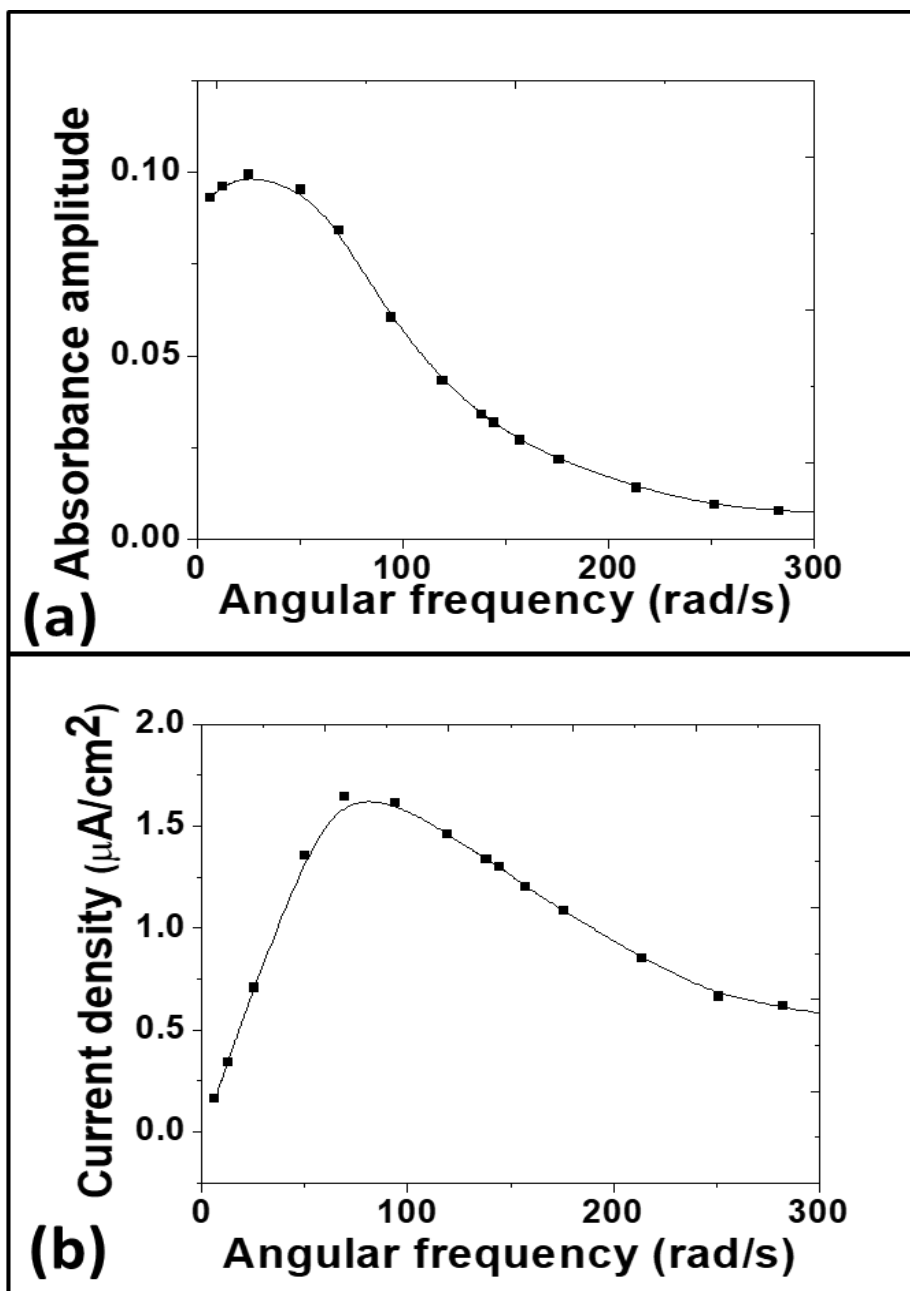 Absorbance amplitude
0.10
0.05
0.00
0
100
200
300
Angular frequency (rad/s)
(a)
Current density (μA/cm²)
2.0
1.5
1.0
0.5
0.0
0
100
200
300
Angular frequency (rad/s)
(b)